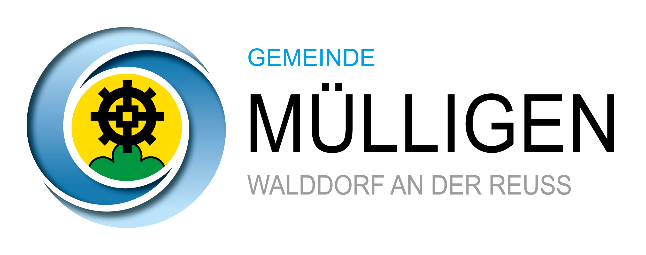 GEMEINDE
MÜLLIGEN
WALDDORF AN DER REUSS